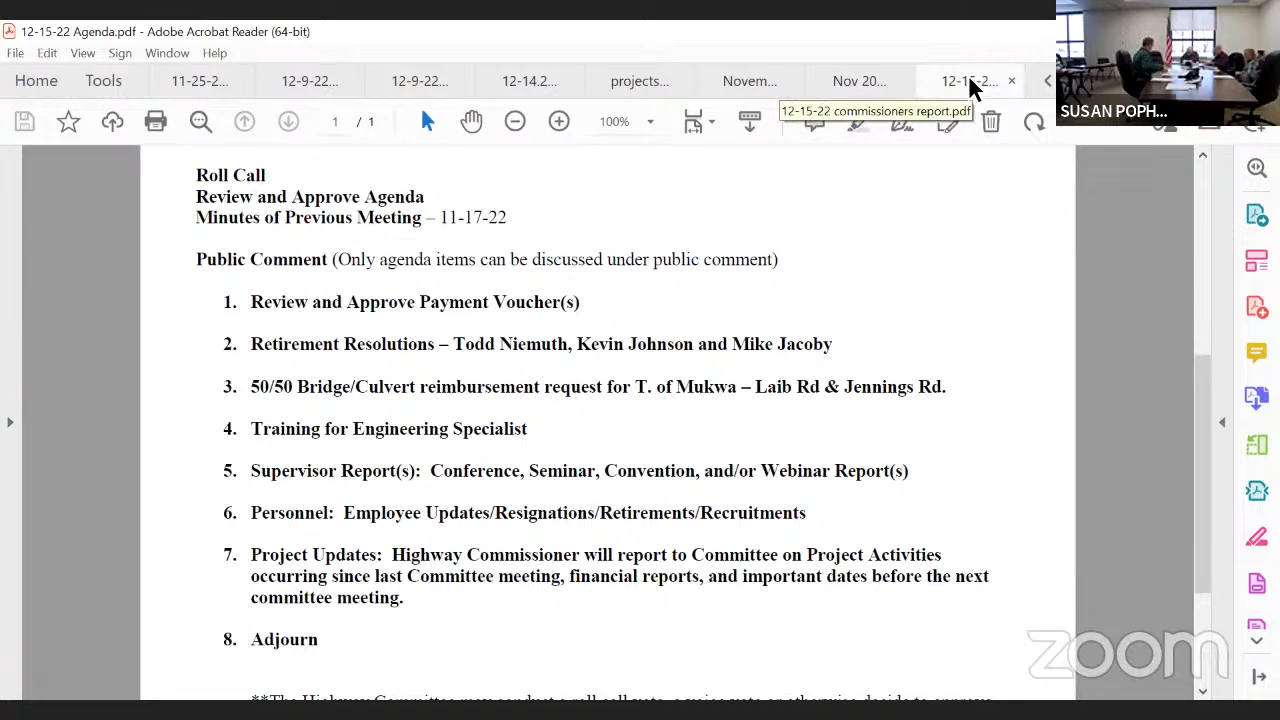 12-15-22 Agenda.pdf - Adobe Acrobat Reader (64-bit)
File Edit View Sign Window Help
Home Tools 11-25-2... 12-9-22... 12-9-22... 12-14.2... projects... Novem... Nov 20... 12-15-2...
1 / 1 100%
12-15-22 commissioners report.pdf
SUSAN POPH...
Roll Call
Review and Approve Agenda
Minutes of Previous Meeting – 11-17-22
Public Comment (Only agenda items can be discussed under public comment)
1. Review and Approve Payment Voucher(s)
2. Retirement Resolutions – Todd Niemuth, Kevin Johnson and Mike Jacoby
3. 50/50 Bridge/Culvert reimbursement request for T. of Mukwa – Laib Rd & Jennings Rd.
4. Training for Engineering Specialist
5. Supervisor Report(s): Conference, Seminar, Convention, and/or Webinar Report(s)
6. Personnel: Employee Updates/Resignations/Retirements/Recruitments
7. Project Updates: Highway Commissioner will report to Committee on Project Activities
occurring since last Committee meeting, financial reports, and important dates before the next
committee meeting.
8. Adjourn
zoom